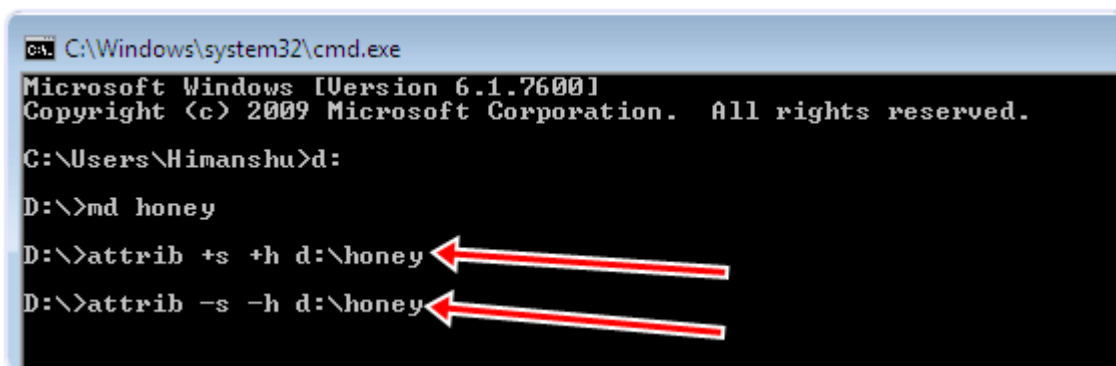 C:\Windows\system32\cmd.exe
Microsoft Windows [Version 6.1.7600]
Copyright (c) 2009 Microsoft Corporation.  All rights reserved.
C:\Users\Himanshu>d:
D:\>md honey
D:\>attrib +s +h d:\honey
D:\>attrib -s -h d:\honey